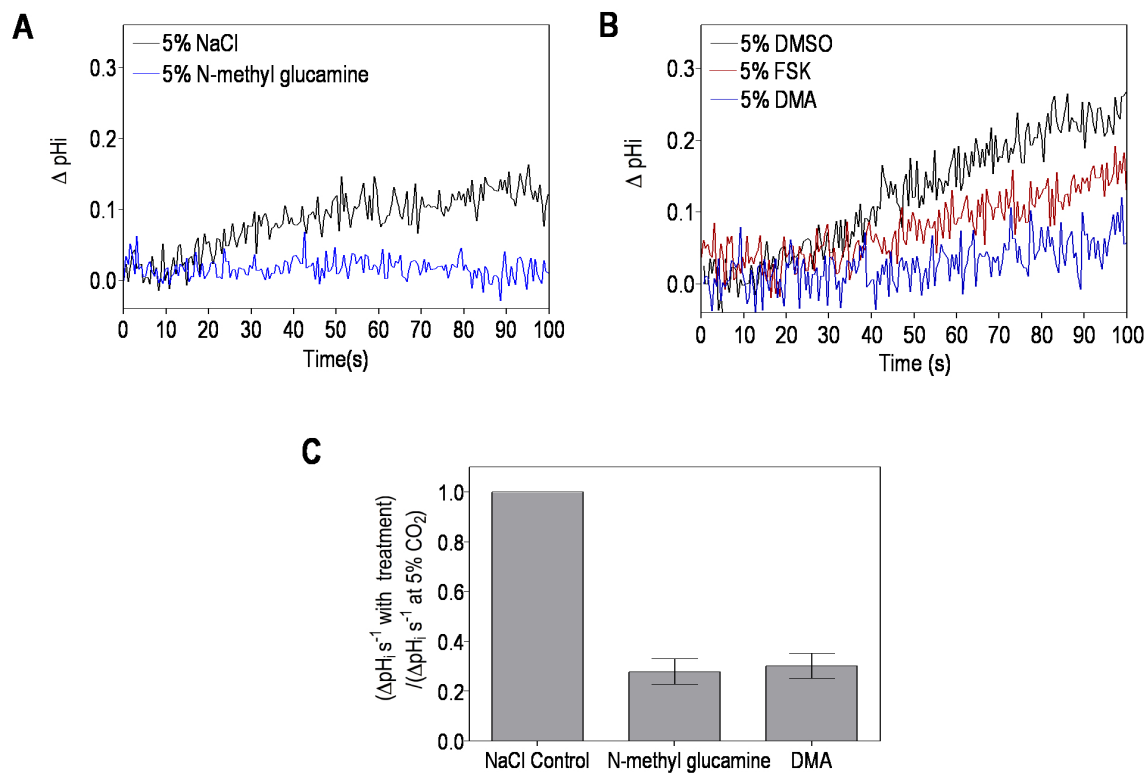 A
5% NaCl
5% N-methyl glucamine
0.3
0.2
0.1
0.0
Δ pHi
0 10 20 30 40 50 60 70 80 90 100
Time(s)
B
5% DMSO
5% FSK
5% DMA
0.3
0.2
0.1
0.0
Δ pHi
0 10 20 30 40 50 60 70 80 90 100
Time (s)
C
(ΔpHi s-1 with treatment)
/(ΔpHi s-1 at 5% CO2)
1.0
0.8
0.6
0.4
0.2
0.0
NaCl Control N-methyl glucamine DMA